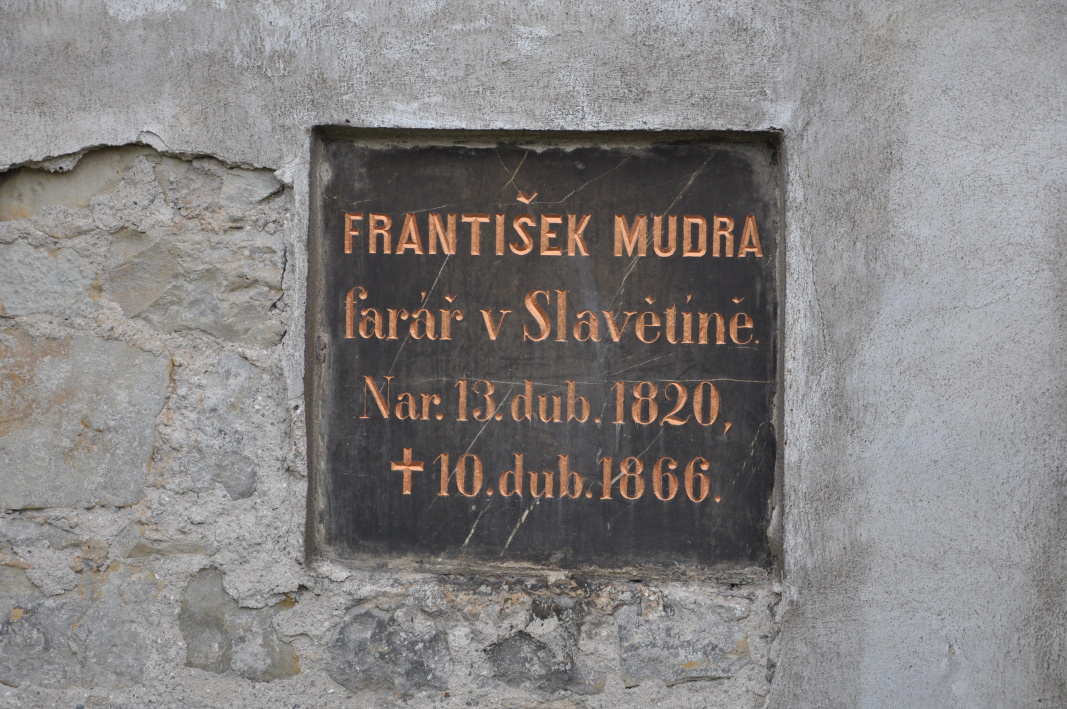 FRANTIŠEK MUDRA
farář v Slavětíně.
Nar. 13. dub. 1820,
✝ 10. dub. 1866.